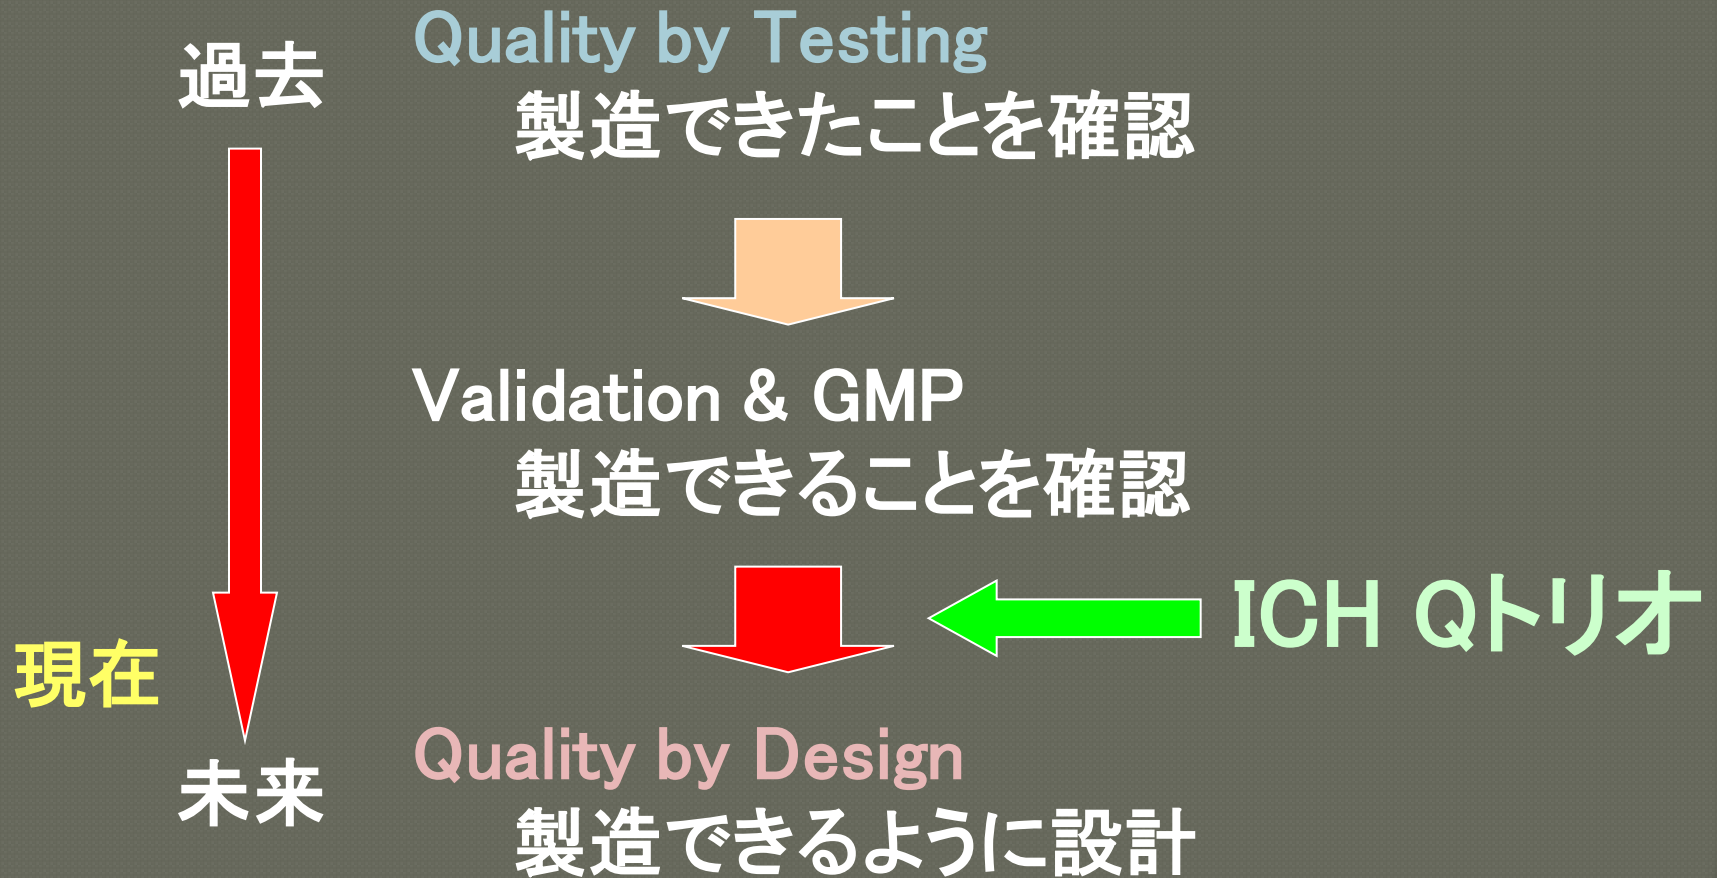 過去
Quality by Testing
製造できたことを確認
Validation & GMP
製造できることを確認
ICH Qトリオ
現在
未来
Quality by Design
製造できるように設計